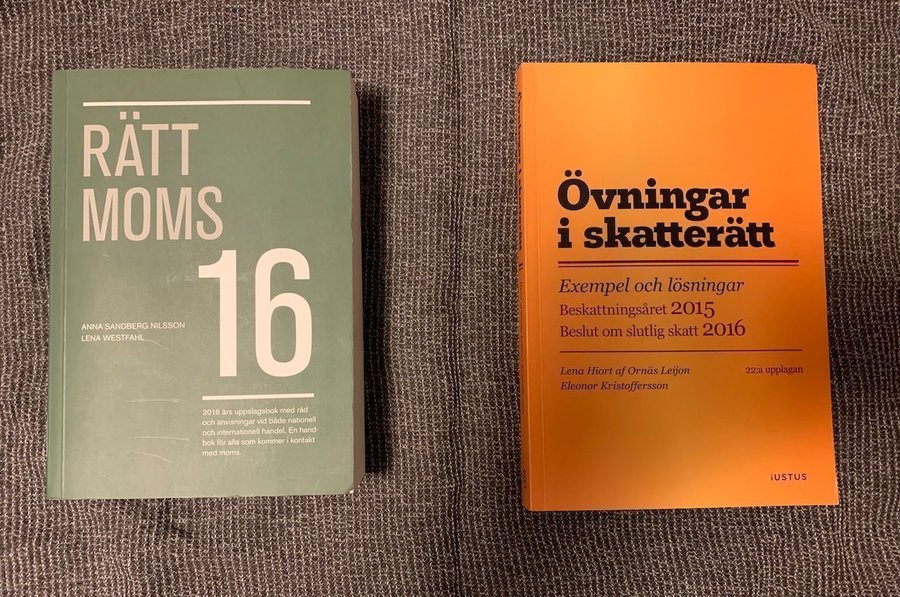 RÄTT
MOMS
16
ANNA SANDBERG NILSSON
LENA WESTFAHL
2016 års uppslagsbok med råd
och anvisningar vid både nationell
och internationell handel. En hand-
bok för alla som kommer i kontakt
med moms.
Övningar
i skatterätt
Exempel och lösningar
Beskattningsåret 2015
Beslut om slutlig skatt 2016
Lena Hiort af Ornäs Leijon
22:a upplagan
Eleonor Kristoffersson
iUSTUS